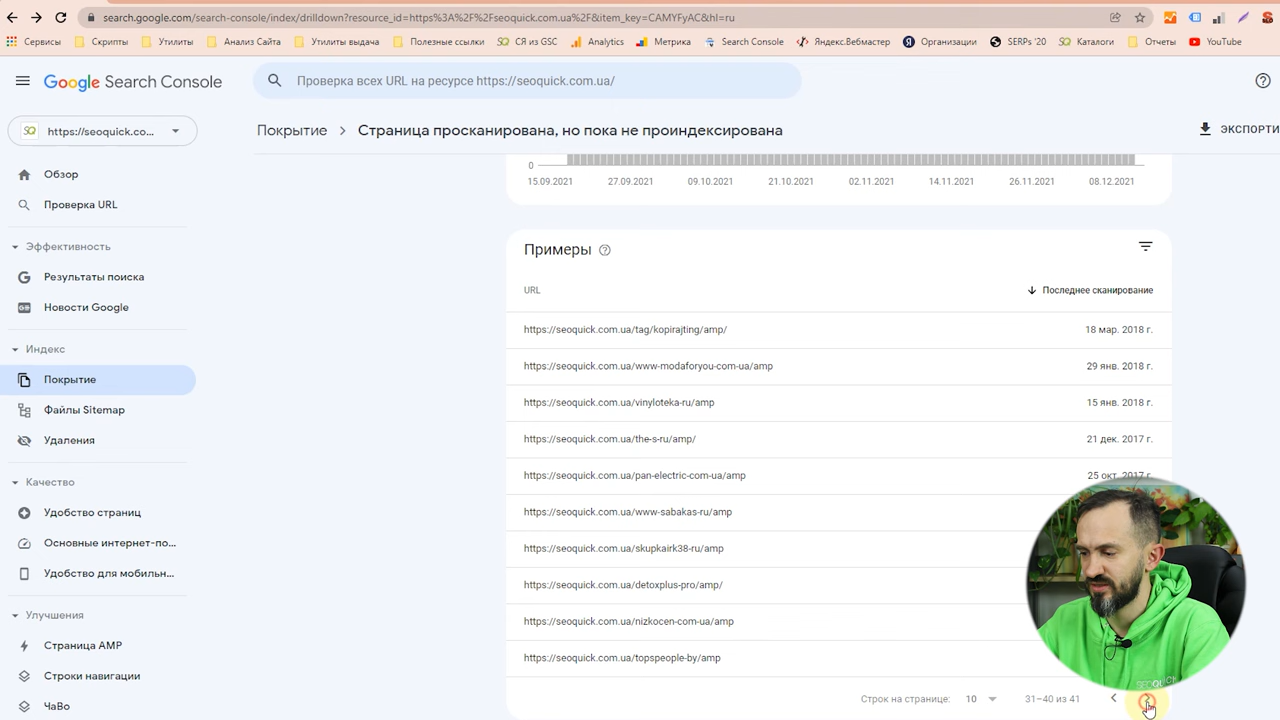 search.google.com/search-console/index/drilldown?resource_id=https%3A%2F%2Fseoquick.com.ua%2F&item_key=CAMYFyAC&hl=ru
Сервисы Скрипты Утилиты Анализ Сайта Утилиты выдача Полезные ссылки СЯ из GSC Analytics Метрика Search Console Яндекс.Вебмастер Организации SERPs '20 Каталоги Отчеты YouTube
Google Search Console
Проверка всех URL на ресурсе https://seoquick.com.ua/
SQ https://seoquick.co...
Покрытие Страница просканирована, но пока не проиндексирована
ЭКСПОРТИ
0
15.09.2021 27.09.2021 09.10.2021 21.10.2021 02.11.2021 14.11.2021 26.11.2021 08.12.2021
Обзор
Проверка URL
Эффективность
Результаты поиска
Новости Google
Индекс
Покрытие
Файлы Sitemap
Удаления
Качество
Удобство страниц
Основные интернет-по...
Удобство для мобильн...
Улучшения
Страница AMP
Строки навигации
ЧаВо
Примеры
URL Последнее сканирование
https://seoquick.com.ua/tag/kopirajting/amp/ 18 мар. 2018 г.
https://seoquick.com.ua/www-modaforyou-com-ua/amp 29 янв. 2018 г.
https://seoquick.com.ua/vinyloteka-ru/amp 15 янв. 2018 г.
https://seoquick.com.ua/the-s-ru/amp/ 21 дек. 2017 г.
https://seoquick.com.ua/pan-electric-com-ua/amp 25 окт. 2017 г.
https://seoquick.com.ua/www-sabakas-ru/amp
https://seoquick.com.ua/skupkairk38-ru/amp
https://seoquick.com.ua/detoxplus-pro/amp/
https://seoquick.com.ua/nizkocen-com-ua/amp
https://seoquick.com.ua/topspeople-by/amp
Строк на странице: 10 31–40 из 41
SEOQUICK